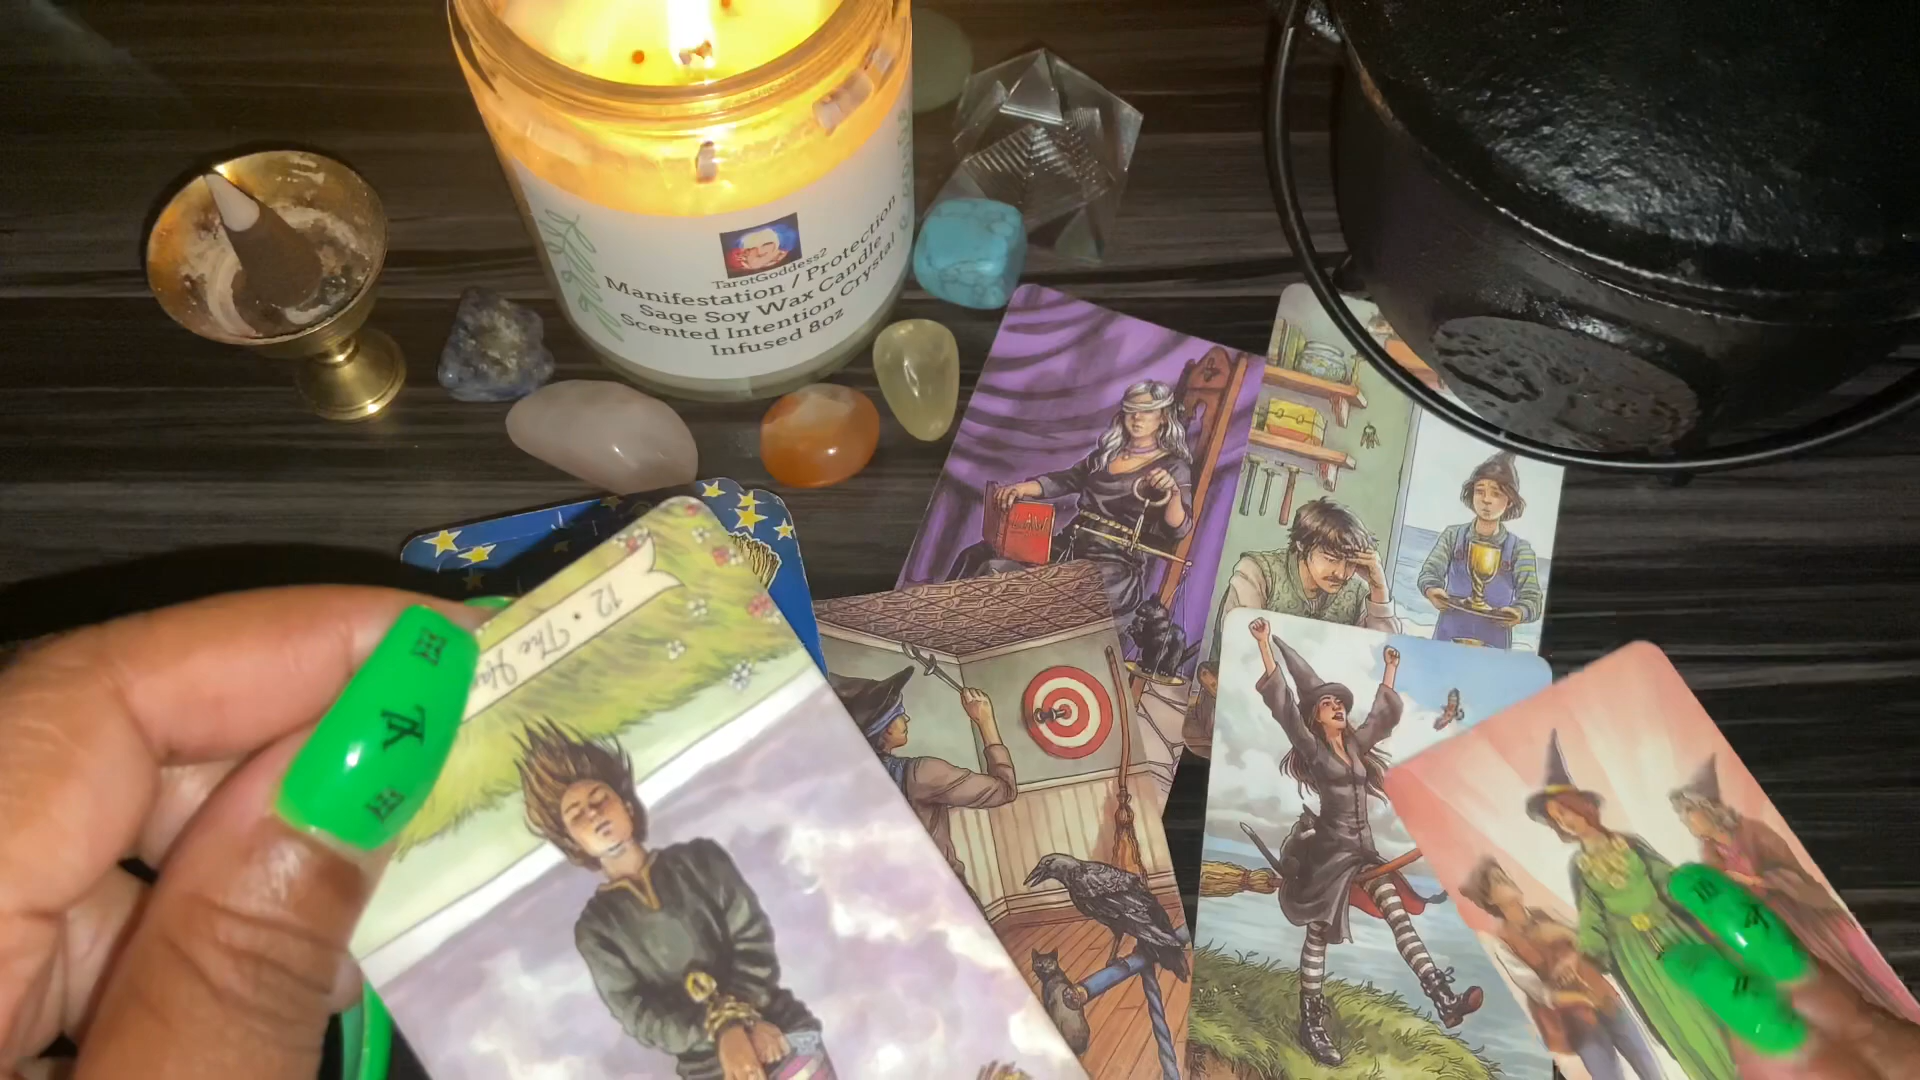 TarotGoddess2
Manifestation / Protection
Sage Soy Wax Candle
Scented Intention Crystal
Infused 8oz
12 • The